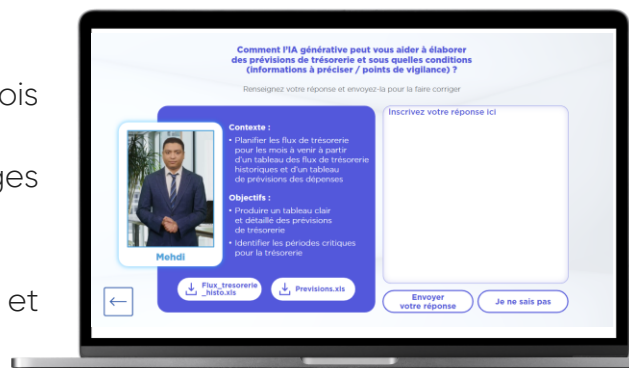 ois
ges
et
Comment l'IA générative peut vous aider à élaborer
des prévisions de trésorerie et sous quelles conditions
(informations à préciser / points de vigilance) ?
Renseignez votre réponse et envoyez-la pour la faire corriger
Contexte :
• Planifier les flux de trésorerie
pour les mois à venir à partir
d'un tableau des flux de trésorerie
historiques et d'un tableau
de prévisions des dépenses
Objectifs :
• Produire un tableau clair
et détaillé des prévisions
de trésorerie
• Identifier les périodes critiques
pour la trésorerie
Mehdi
Flux_tresorerie
_histo.xls
Previsions.xls
Inscrivez votre réponse ici
Envoyer
votre réponse
Je ne sais pas